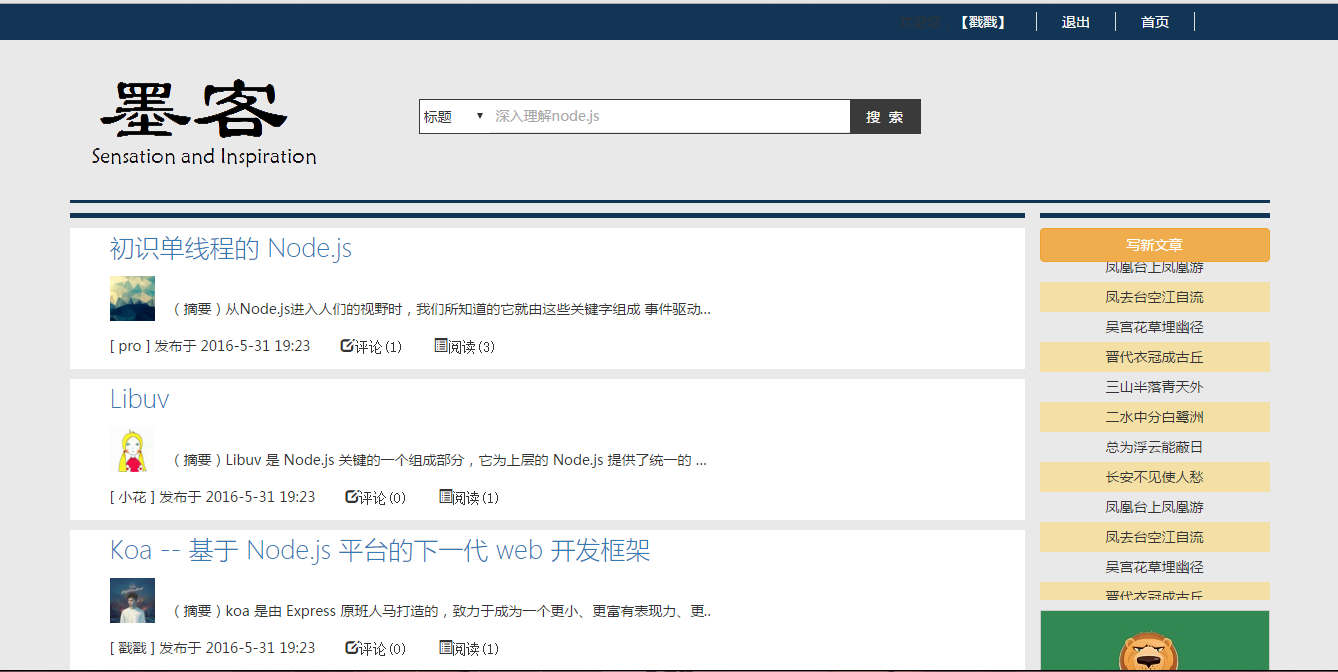 【戳戳】 退出 首页
墨客
Sensation and Inspiration
标题 深入理解node.js 搜 索
初识单线程的 Node.js
（摘要）从Node.js进入人们的视野时，我们所知道的它就由这些关键字组成 事件驱动...
[ pro ] 发布于 2016-5-31 19:23 评论(1) 阅读(3)
Libuv
（摘要）Libuv 是 Node.js 关键的一个组成部分，它为上层的 Node.js 提供了统一的 ...
[ 小花 ] 发布于 2016-5-31 19:23 评论(0) 阅读(1)
Koa -- 基于 Node.js 平台的下一代 web 开发框架
（摘要）koa 是由 Express 原班人马打造的，致力于成为一个更小、更富有表现力、更..
[ 戳戳 ] 发布于 2016-5-31 19:23 评论(0) 阅读(1)
写新文章
凤凰台上凤凰游
凤去台空江自流
吴宫花草埋幽径
晋代衣冠成古丘
三山半落青天外
二水中分白鹭洲
总为浮云能蔽日
长安不见使人愁
凤凰台上凤凰游
凤去台空江自流
吴宫花草埋幽径
晋代衣冠成古丘